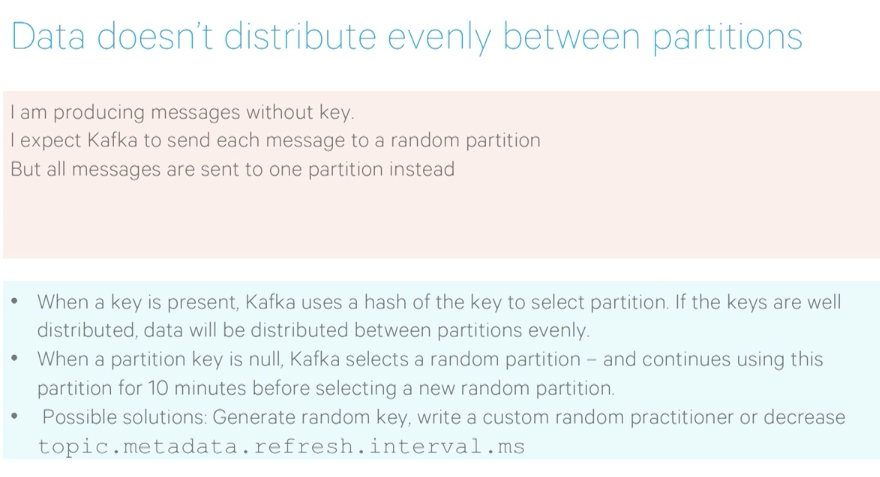 Data doesn't distribute evenly between partitions
I am producing messages without key.
I expect Kafka to send each message to a random partition
But all messages are sent to one partition instead
• When a key is present, Kafka uses a hash of the key to select partition. If the keys are well
distributed, data will be distributed between partitions evenly.
• When a partition key is null, Kafka selects a random partition – and continues using this
partition for 10 minutes before selecting a new random partition.
• Possible solutions: Generate random key, write a custom random practitioner or decrease
topic.metadata.refresh.interval.ms